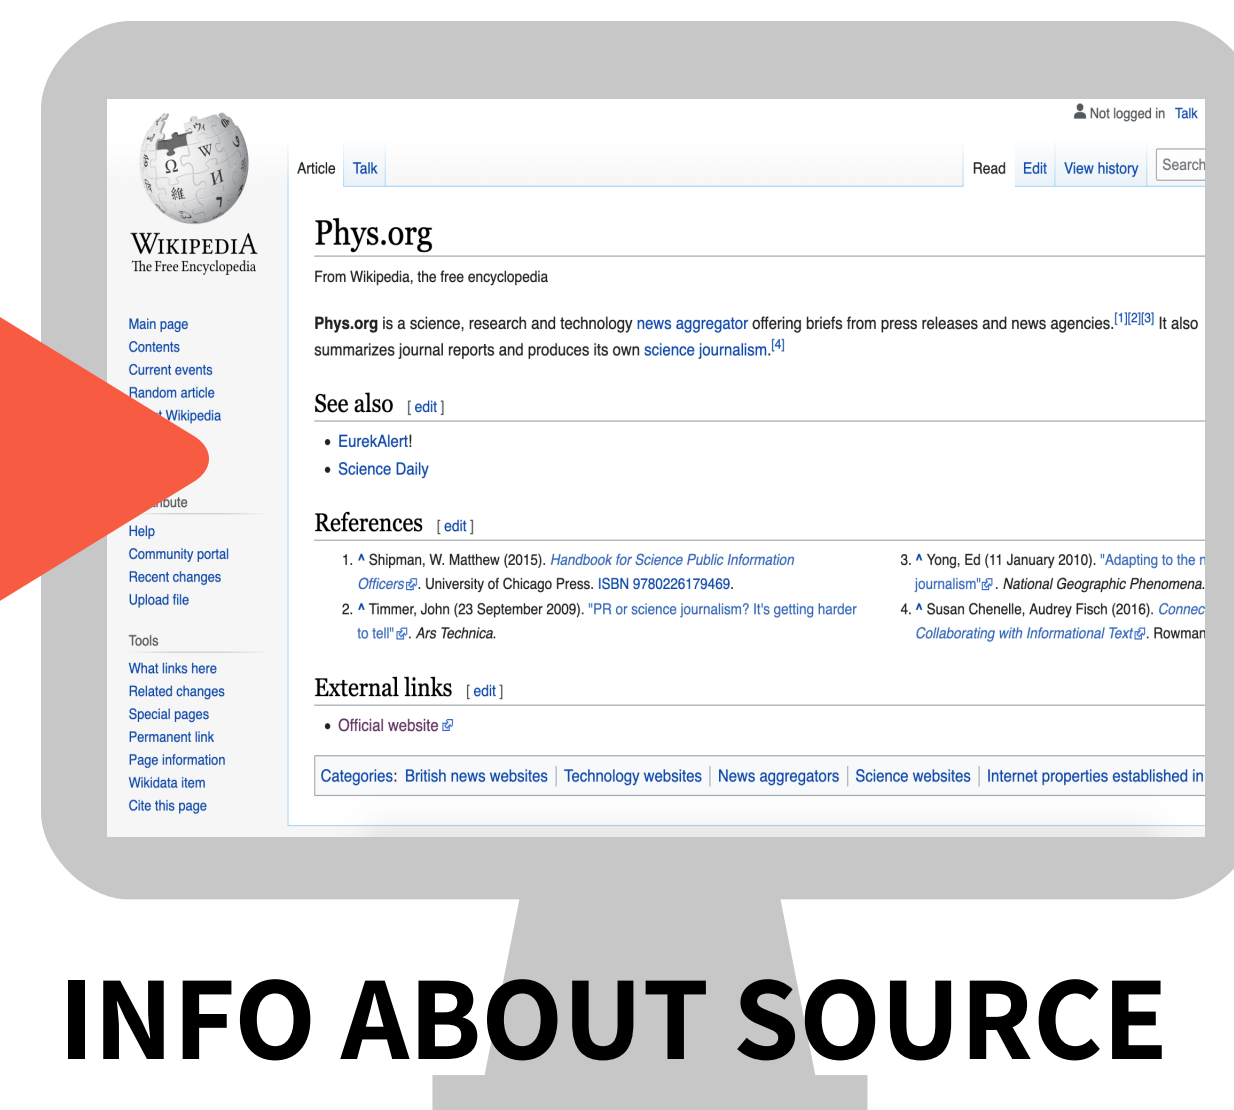 Not logged in Talk
WIKIPEDIA
The Free Encyclopedia
Article Talk Read Edit View history Search
Phys.org
From Wikipedia, the free encyclopedia
Phys.org is a science, research and technology news aggregator offering briefs from press releases and news agencies.[1][2][3] It also
summarizes journal reports and produces its own science journalism.[4]
See also [ edit ]
• EurekAlert!
• Science Daily
References [ edit ]
1. ^ Shipman, W. Matthew (2015). Handbook for Science Public Information
Officers. University of Chicago Press. ISBN 9780226179469.
2. ^ Timmer, John (23 September 2009). "PR or science journalism? It's getting harder
to tell". Ars Technica.
3. ^ Yong, Ed (11 January 2010). "Adapting to the
journalism". National Geographic Phenomena.
4. ^ Susan Chenelle, Audrey Fisch (2016).
Collaborating with Informational Text. Rowman
External links [ edit ]
• Official website
Categories: British news websites | Technology websites | News aggregators | Science websites | Internet properties established in
Main page
Contents
Current events
Random article
Wikipedia
Help
Community portal
Recent changes
Upload file
Tools
What links here
Related changes
Special pages
Permanent link
Page information
Wikidata item
Cite this page
INFO ABOUT SOURCE